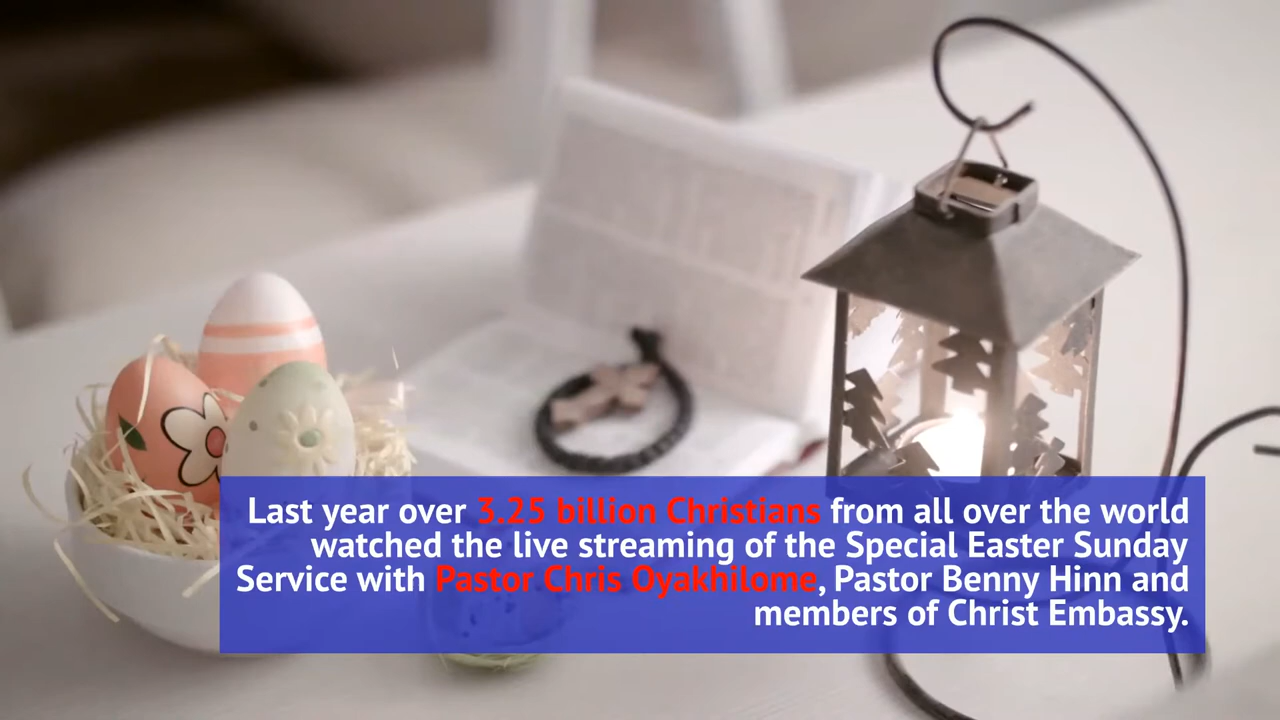 Last year over 3.25 billion Christians from all over the world
watched the live streaming of the Special Easter Sunday
Service with Pastor Chris Oyakhilome, Pastor Benny Hinn and
members of Christ Embassy.